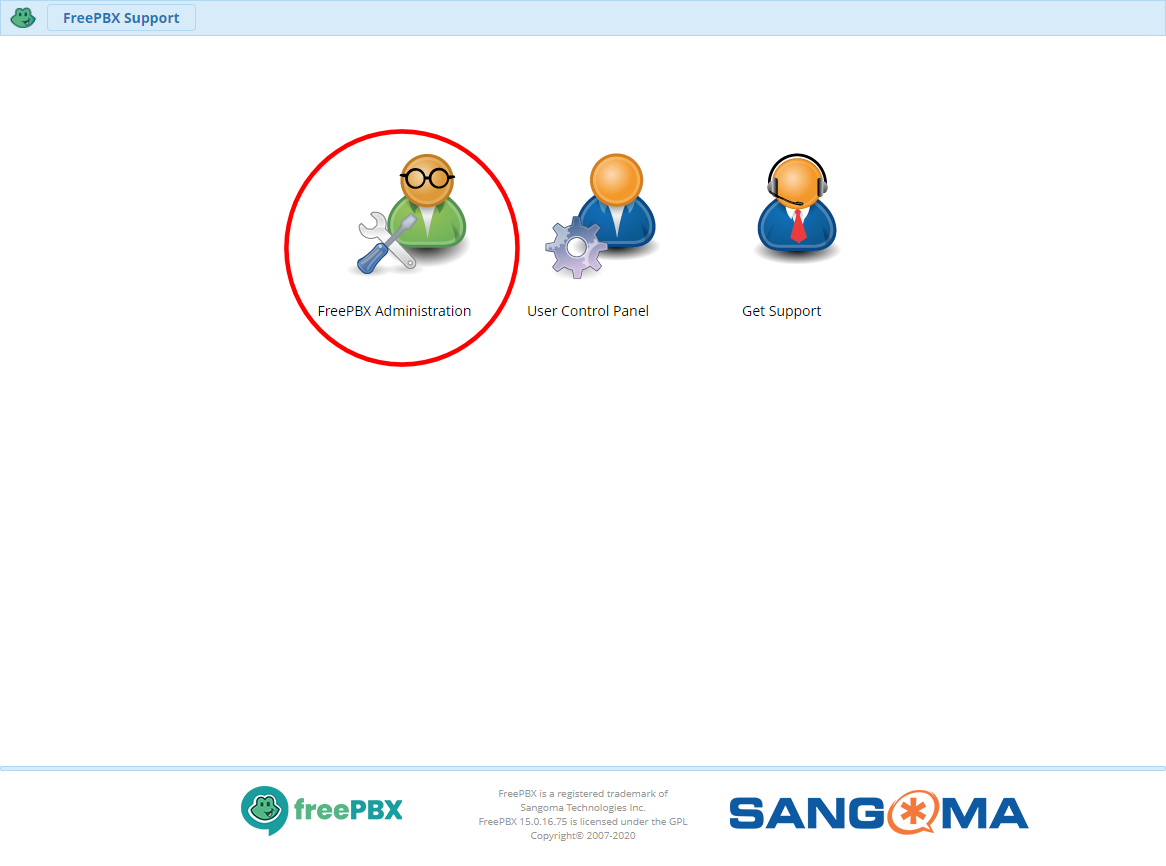 FreePBX Support
FreePBX Administration
User Control Panel
Get Support
freePBX
FreePBX is a registered trademark of
Sangoma Technologies Inc.
FreePBX 15.0.16.75 is licensed under the GPL
Copyright© 2007-2020
SANGOMA